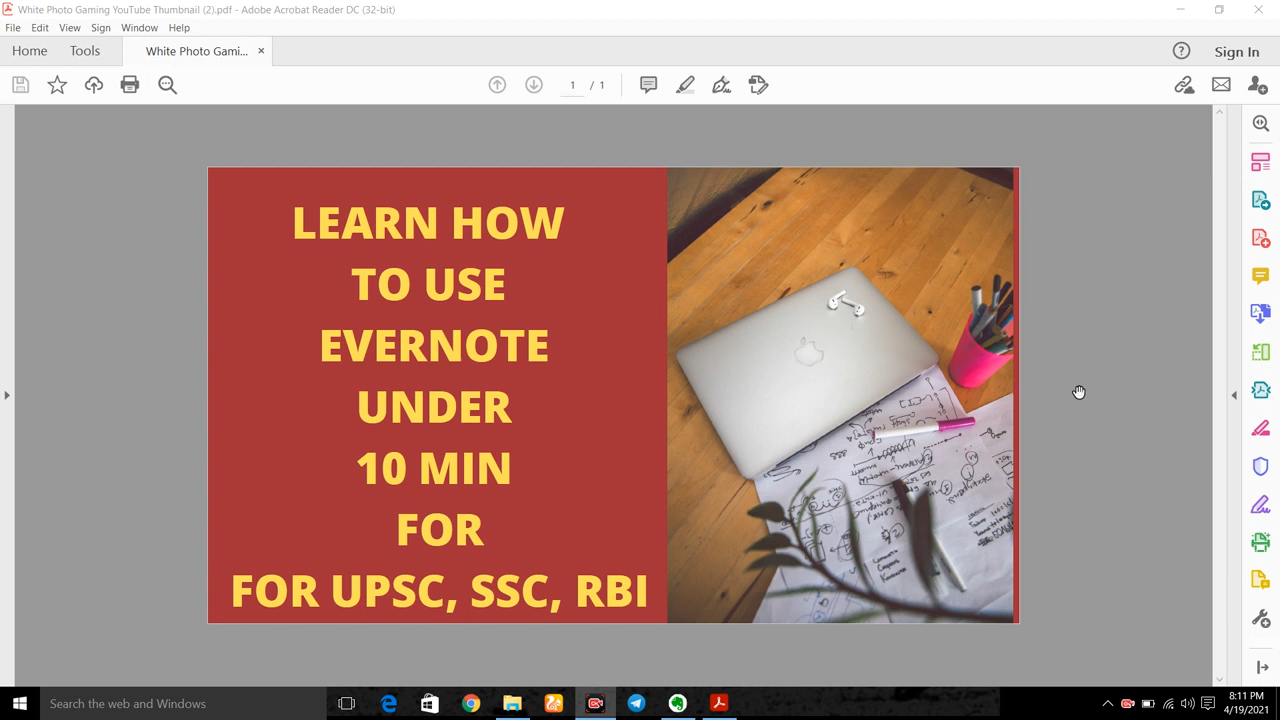 White Photo Gaming YouTube Thumbnail (2).pdf - Adobe Acrobat Reader DC (32-bit)
File Edit View Sign Window Help
Home Tools White Photo Gami... × Sign In
1 / 1
LEARN HOW
TO USE
EVERNOTE
UNDER
10 MIN
FOR
FOR UPSC, SSC, RBI
Search the web and Windows
8:11 PM
4/19/2021